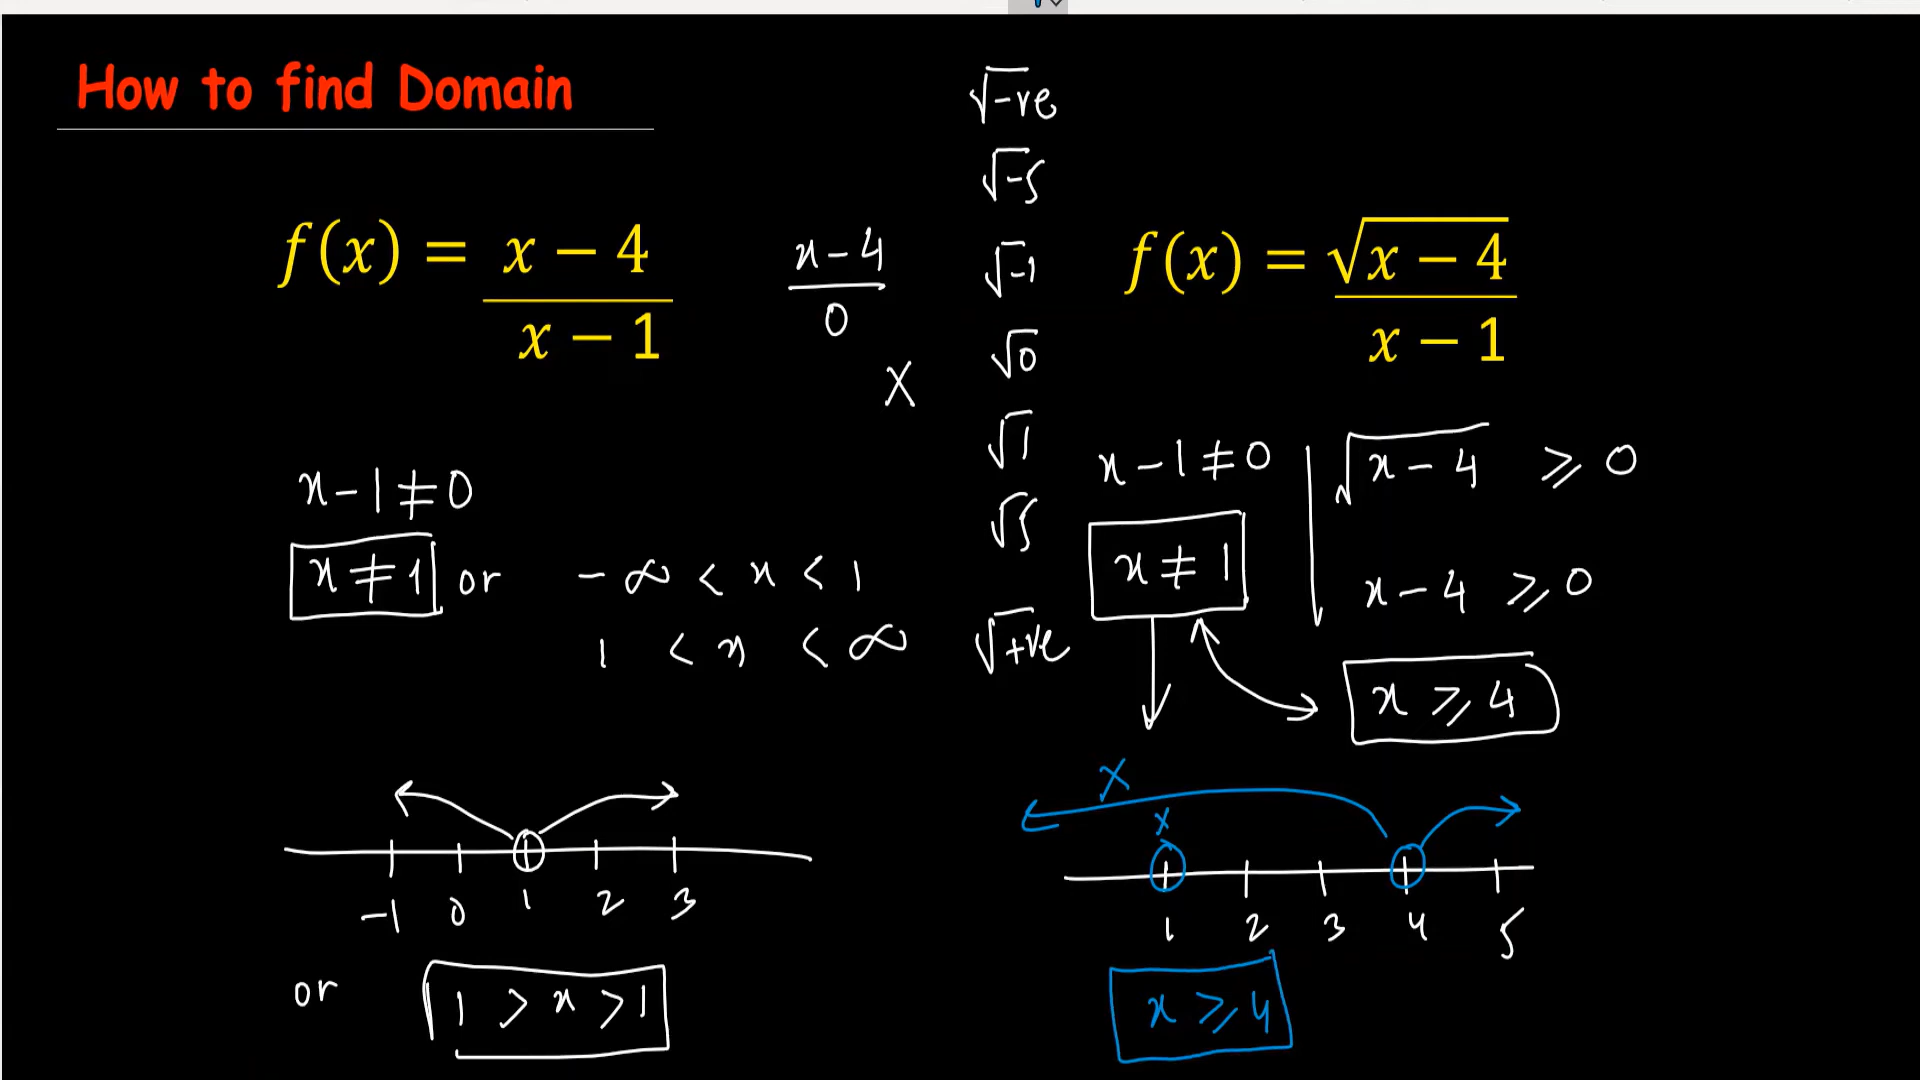 How to find Domain
f(x) = x − 4
x − 1
x − 4
0
X
x − 1 ≠ 0
x ≠ 1 or − ∞ < x < 1
1 < x < ∞
-1 0 1 2 3
or 1 > x > 1
√-ve
√-5
√-1
√0
√1
√5
√+ve
f(x) = √x − 4
x − 1
x − 1 ≠ 0
x ≠ 1
√x − 4 ⩾ 0
x − 4 ⩾ 0
x ⩾ 4
X
x
1 2 3 4 5
x ⩾ 4